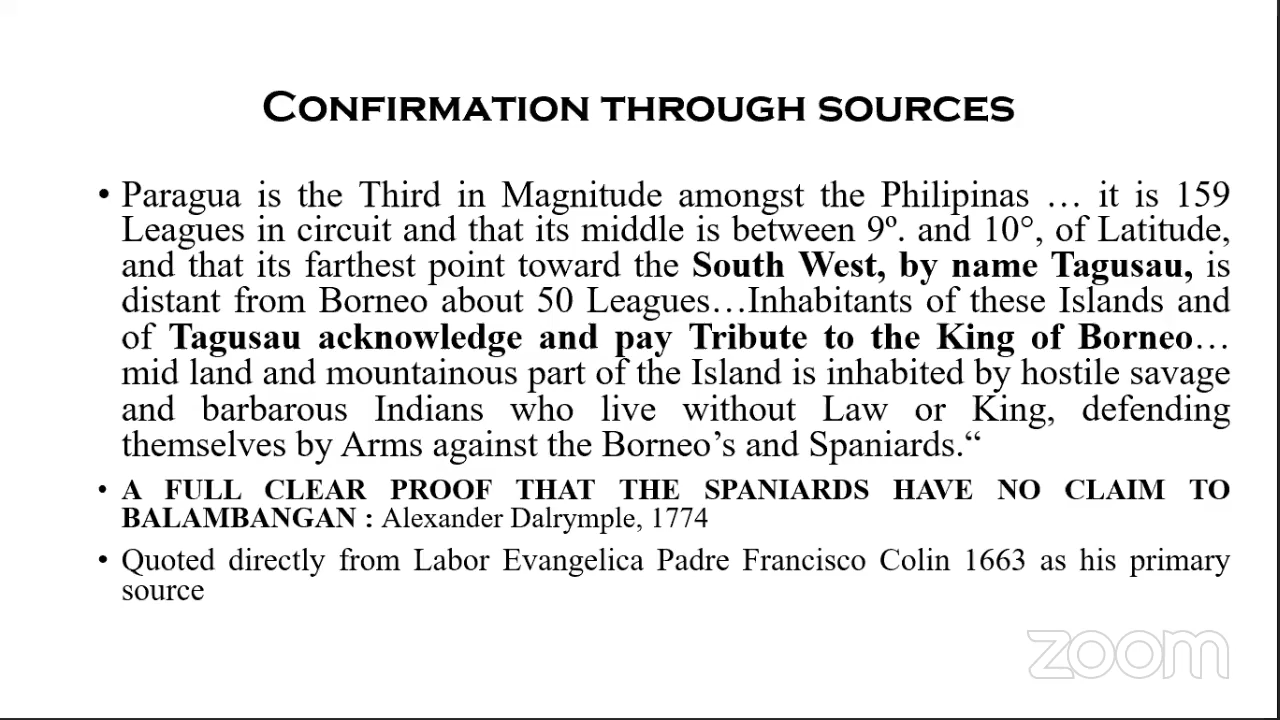 CONFIRMATION THROUGH SOURCES
• Paragua is the Third in Magnitude amongst the Philipinas … it is 159
Leagues in circuit and that its middle is between 9º. and 10°, of Latitude,
and that its farthest point toward the South West, by name Tagusau, is
distant from Borneo about 50 Leagues…Inhabitants of these Islands and
of Tagusau acknowledge and pay Tribute to the King of Borneo…
mid land and mountainous part of the Island is inhabited by hostile savage
and barbarous Indians who live without Law or King, defending
themselves by Arms against the Borneo’s and Spaniards.“
• A FULL CLEAR PROOF THAT THE SPANIARDS HAVE NO CLAIM TO
BALAMBANGAN : Alexander Dalrymple, 1774
• Quoted directly from Labor Evangelica Padre Francisco Colin 1663 as his primary
source
zoom